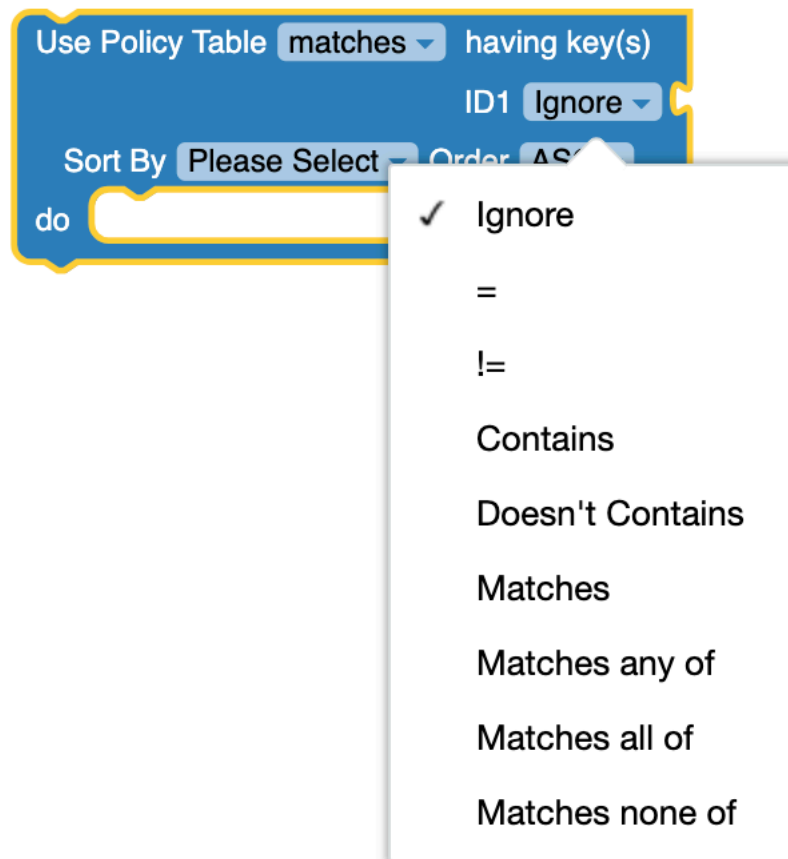 Use Policy Table matches having key(s)
ID1 Ignore
Sort By Please Select Order
do
✓ Ignore
=
!=
Contains
Doesn't Contains
Matches
Matches any of
Matches all of
Matches none of